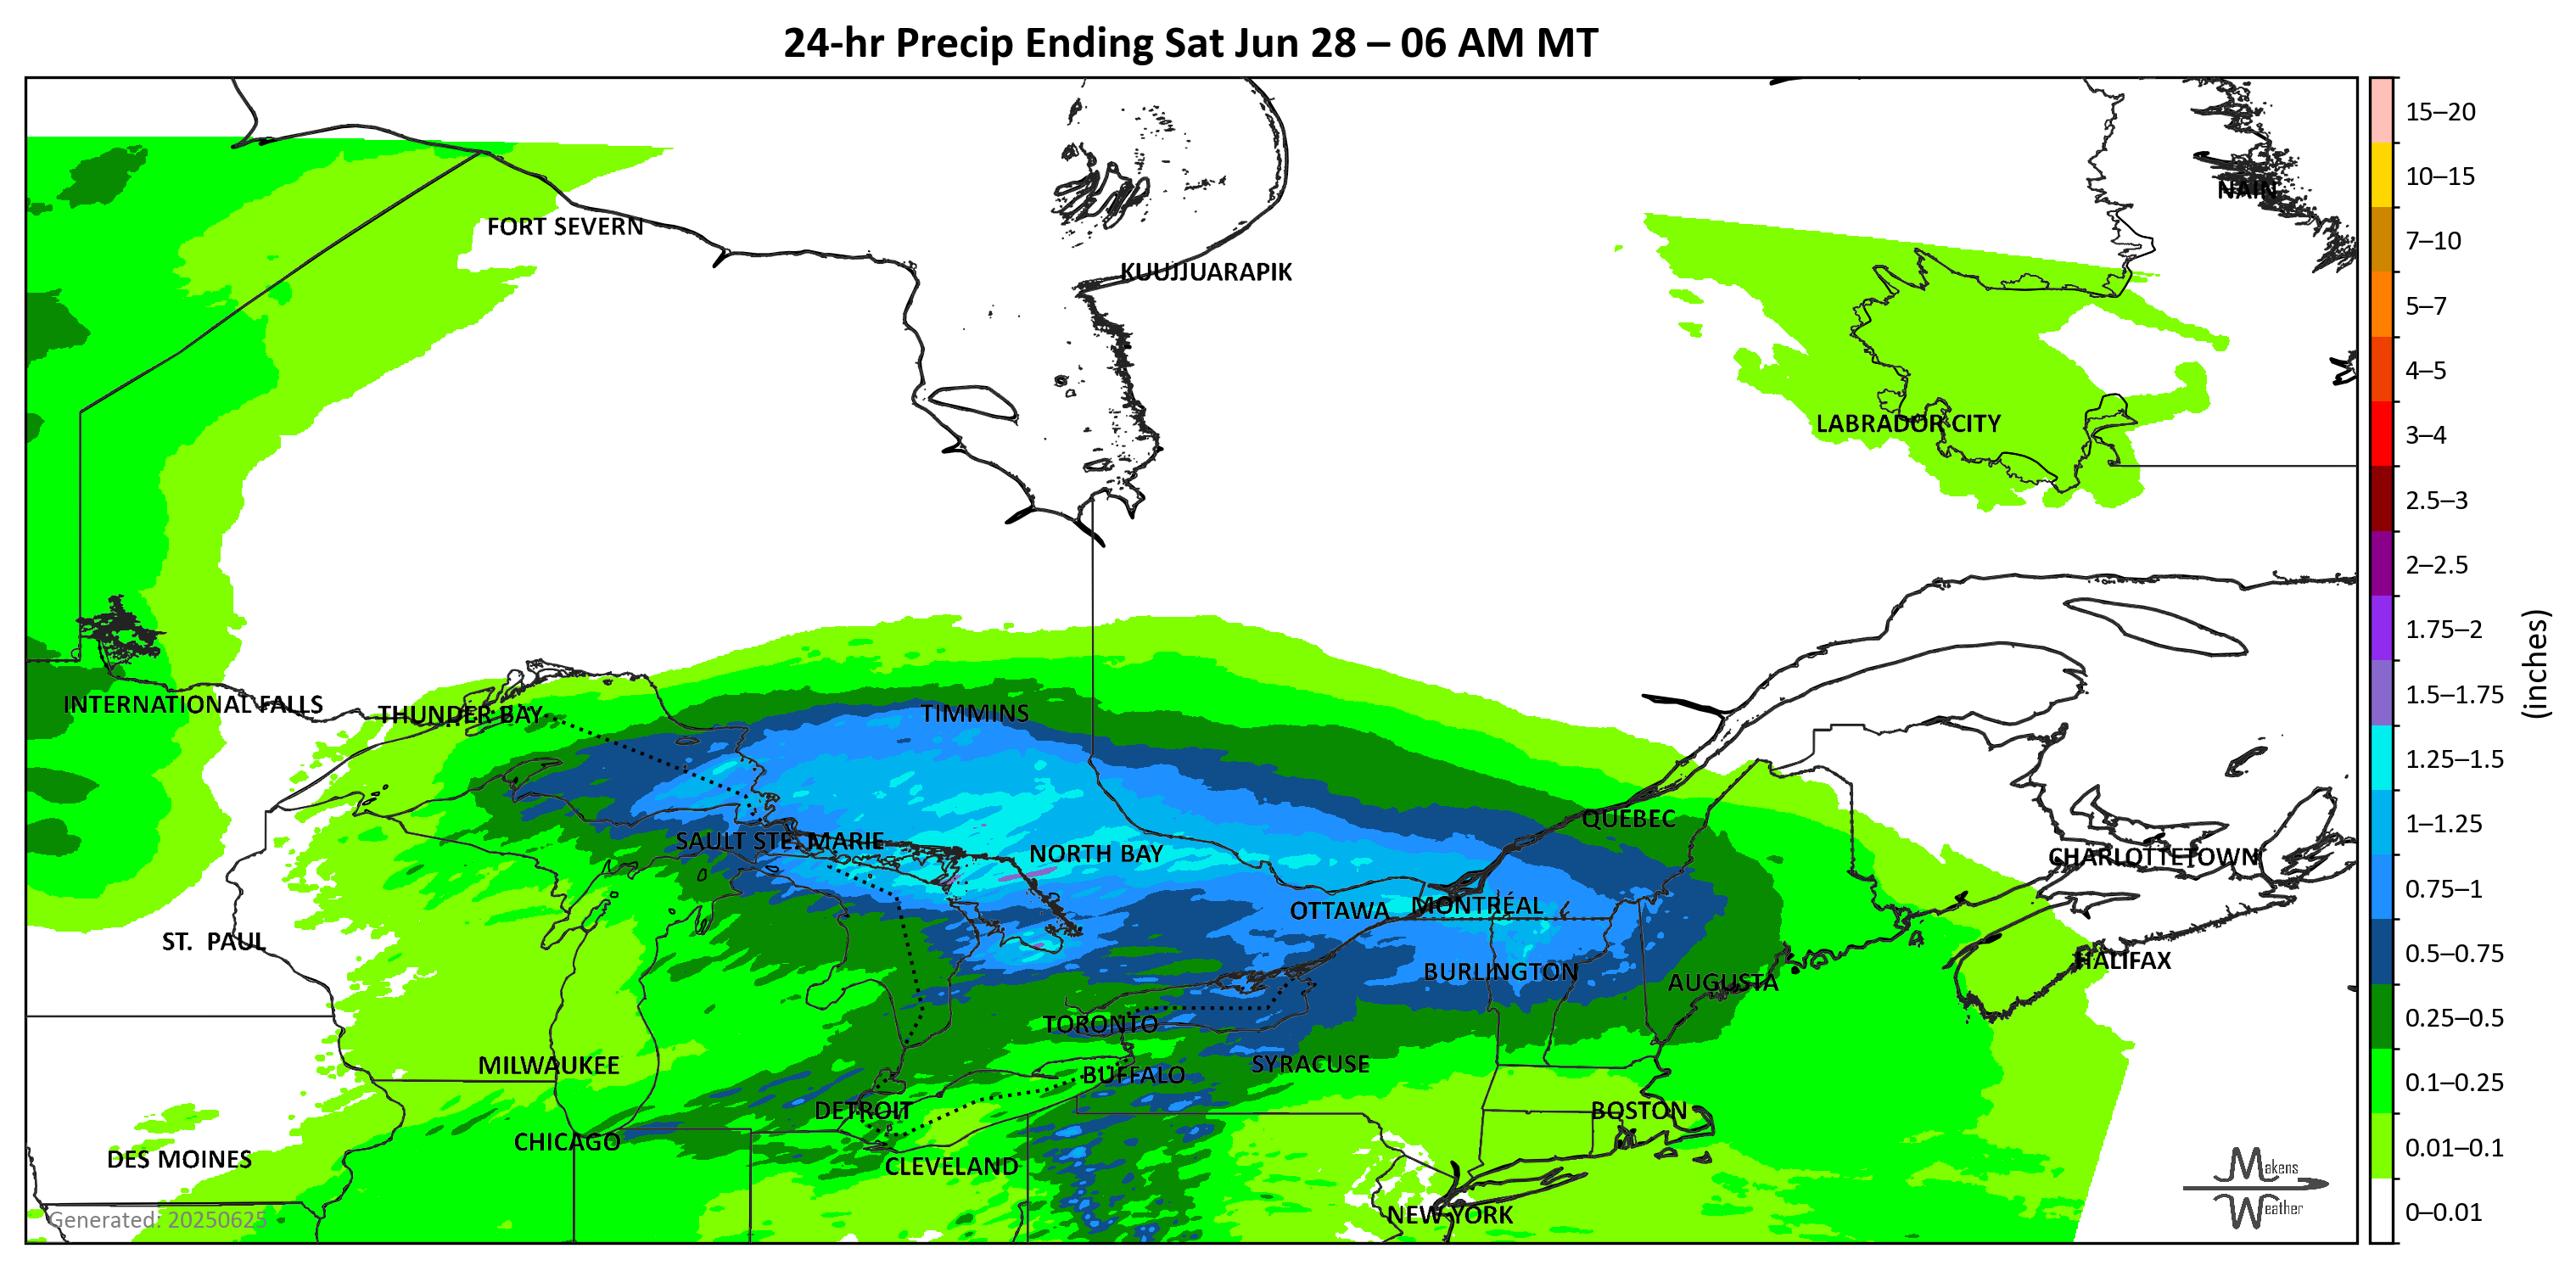 24-hr Precip Ending Sat Jun 28 – 06 AM MT
15–20
10–15
NAIN
FORT SEVERN
7–10
KUUJJUARAPIK
5–7
4–5
LABRADOR CITY
3–4
2.5–3
2–2.5
1.75–2
(inches)
1.5–1.75
INTERNATIONAL FALLS
THUNDER BAY
TIMMINS
1.25–1.5
QUEBEC
1–1.25
SAULT STE. MARIE
NORTH BAY
CHARLOTTETOWN
0.75–1
OTTAWA
MONTRÉAL
ST. PAUL
0.5–0.75
HALIFAX
BURLINGTON
AUGUSTA
0.25–0.5
TORONTO
MILWAUKEE
SYRACUSE
BUFFALO
0.1–0.25
DETROIT
BOSTON
CHICAGO
0.01–0.1
DES MOINES
CLEVELAND
Makens
Weather
NEW YORK
0–0.01
Generated: 20250625